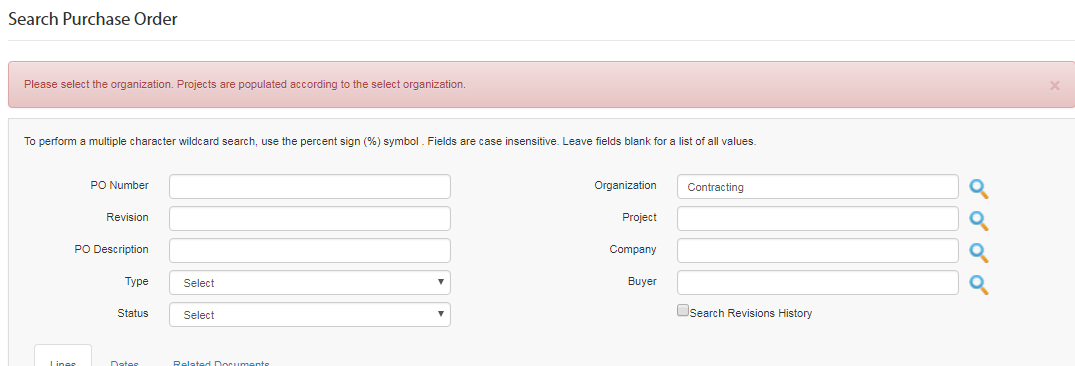 Search Purchase Order
Please select the organization. Projects are populated according to the select organization.
×
To perform a multiple character wildcard search, use the percent sign (%) symbol . Fields are case insensitive. Leave fields blank for a list of all values.
PO Number
Organization
Contracting
Revision
Project
PO Description
Company
Type
Select
Buyer
Status
Select
Search Revisions History
Lines
Dates
Related Documents